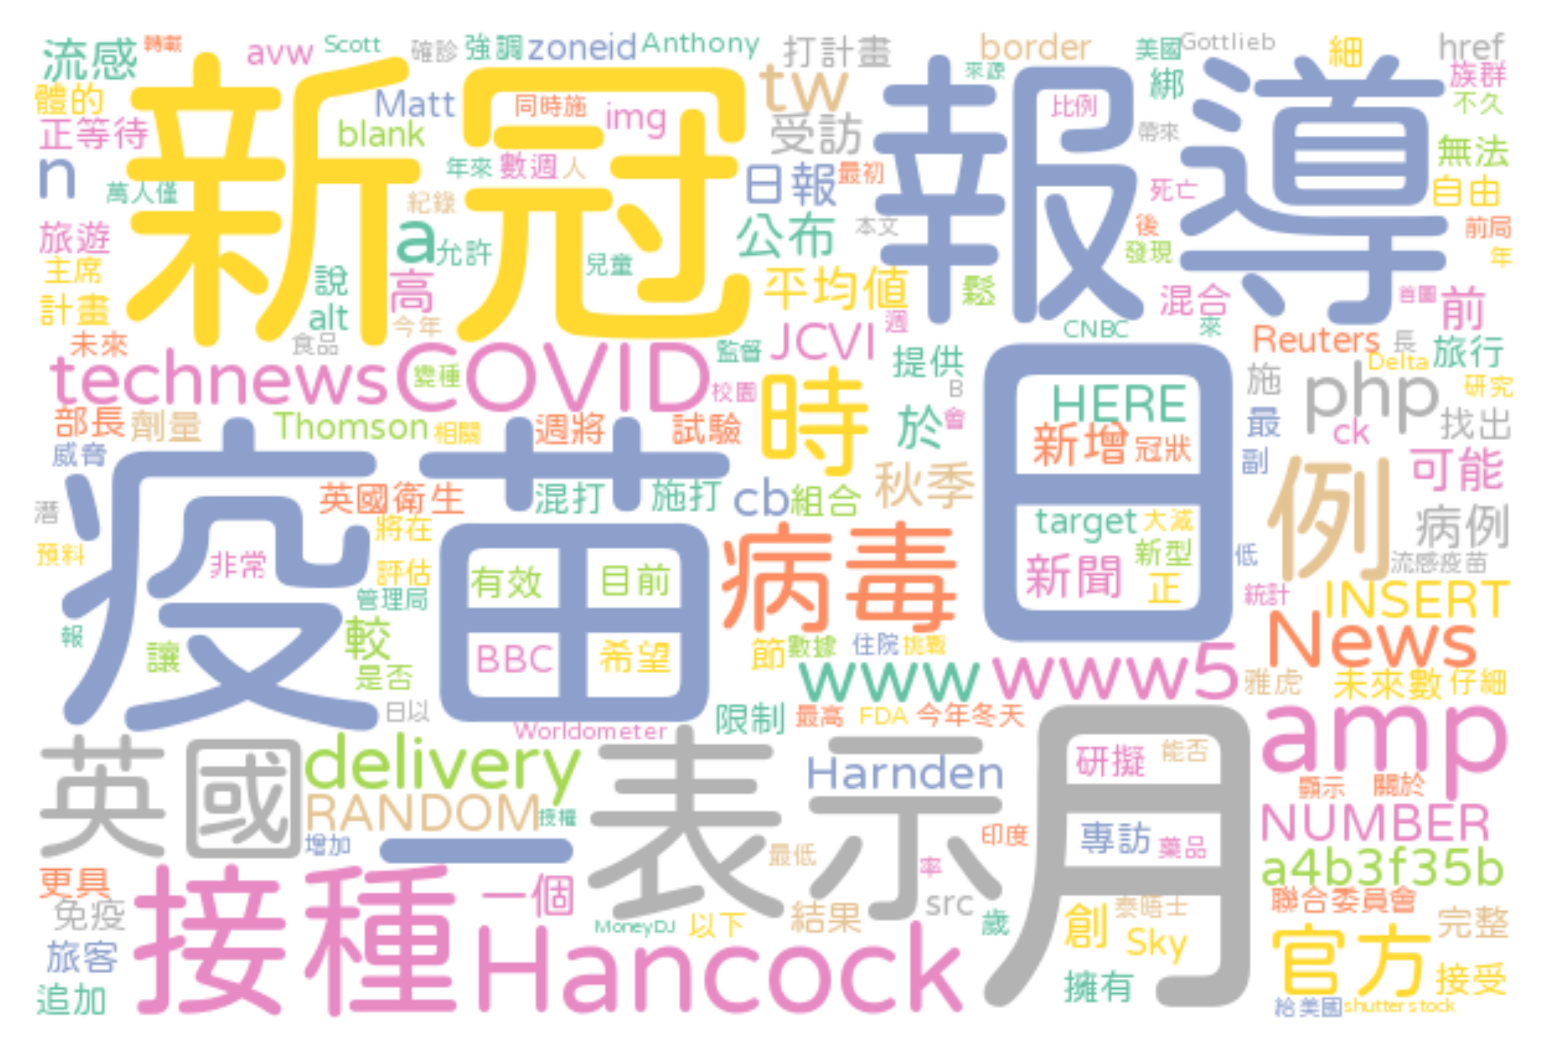 流感 轉載 avw Scott 確診 強調 zoneid Anthony 打計畫 border 美國 Gottlieb 細 href
體的 新冠 Matt 同時施 img tw 來源 報導 比例 綁 族群 不久
正等待 blank 受訪 帶來 無法
n 萬人僅 年來 數週 人 日報 最初 死亡 自由
旅遊 紀錄 a 允許 公布 本文 後 發現 前局
主席 說 高 兒童 平均值 鬆 年
計畫 alt 今年 週 混合 首圖 前
未來 食品 監督 JCVI CNBC 來 Reuters 長 旅行
technews COVID 變種 校園 時 提供 B HERE 施 php Delta 研究
部長 劑量 Thomson 相關 週將 試驗 於 會 日 新增 冠狀 最 ck 找出
威脅 副 可能
疫苗 英國衛生 混打 施打 cb 組合 秋季 例
潛 將在 target 大減 病例
預料 非常 評估 有效 目前 病毒 新聞 新型 低 流感疫苗
管理局 正 統計 INSERT
報 讓 較 BBC 希望 節 數據 住院 挑戰 News
是否 www www5 雅虎 未來數 仔細
日以 Worldometer 限制 最高 FDA 今年冬天 amp
英國 delivery 表示 Harnden 月 研擬 能否 顯示 關於
RANDOM 授權 NUMBER
增加 一 最低 印度 專訪 藥品 a4b3f35b
更具 接種 一個 率 聯合委員會
免疫 MoneyDJ 以下 結果 src 歲 創 泰晤士 完整
旅客 Hancock Sky 官方
追加 擁有 接受
給美國 shutterstock